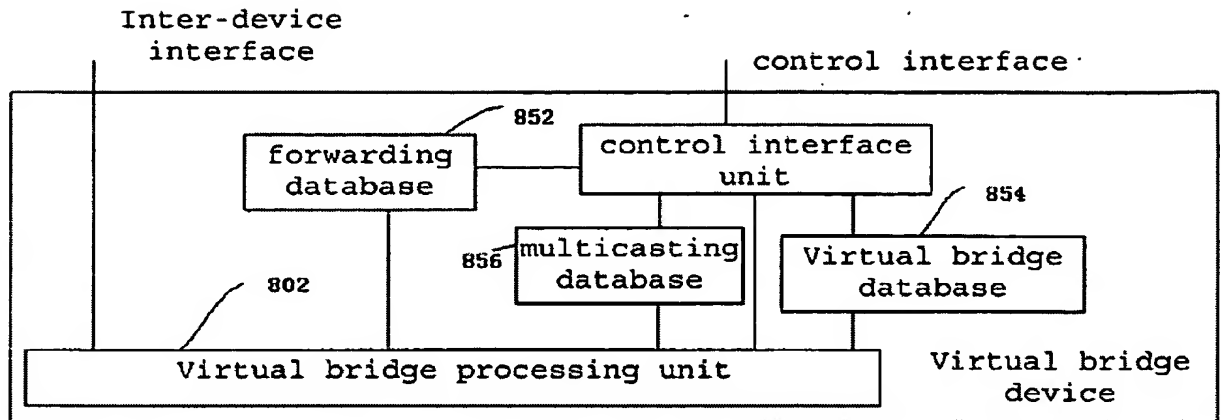 Inter-device
interface
control interface
852
forwarding
database
control interface
unit
854
856
multicasting
database
Virtual bridge
database
802
Virtual bridge processing unit
Virtual bridge
device